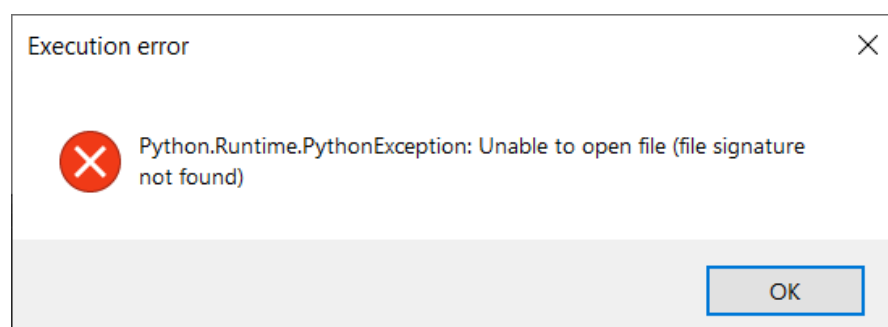 Execution error
Python.Runtime.PythonException: Unable to open file (file signature
not found)
OK